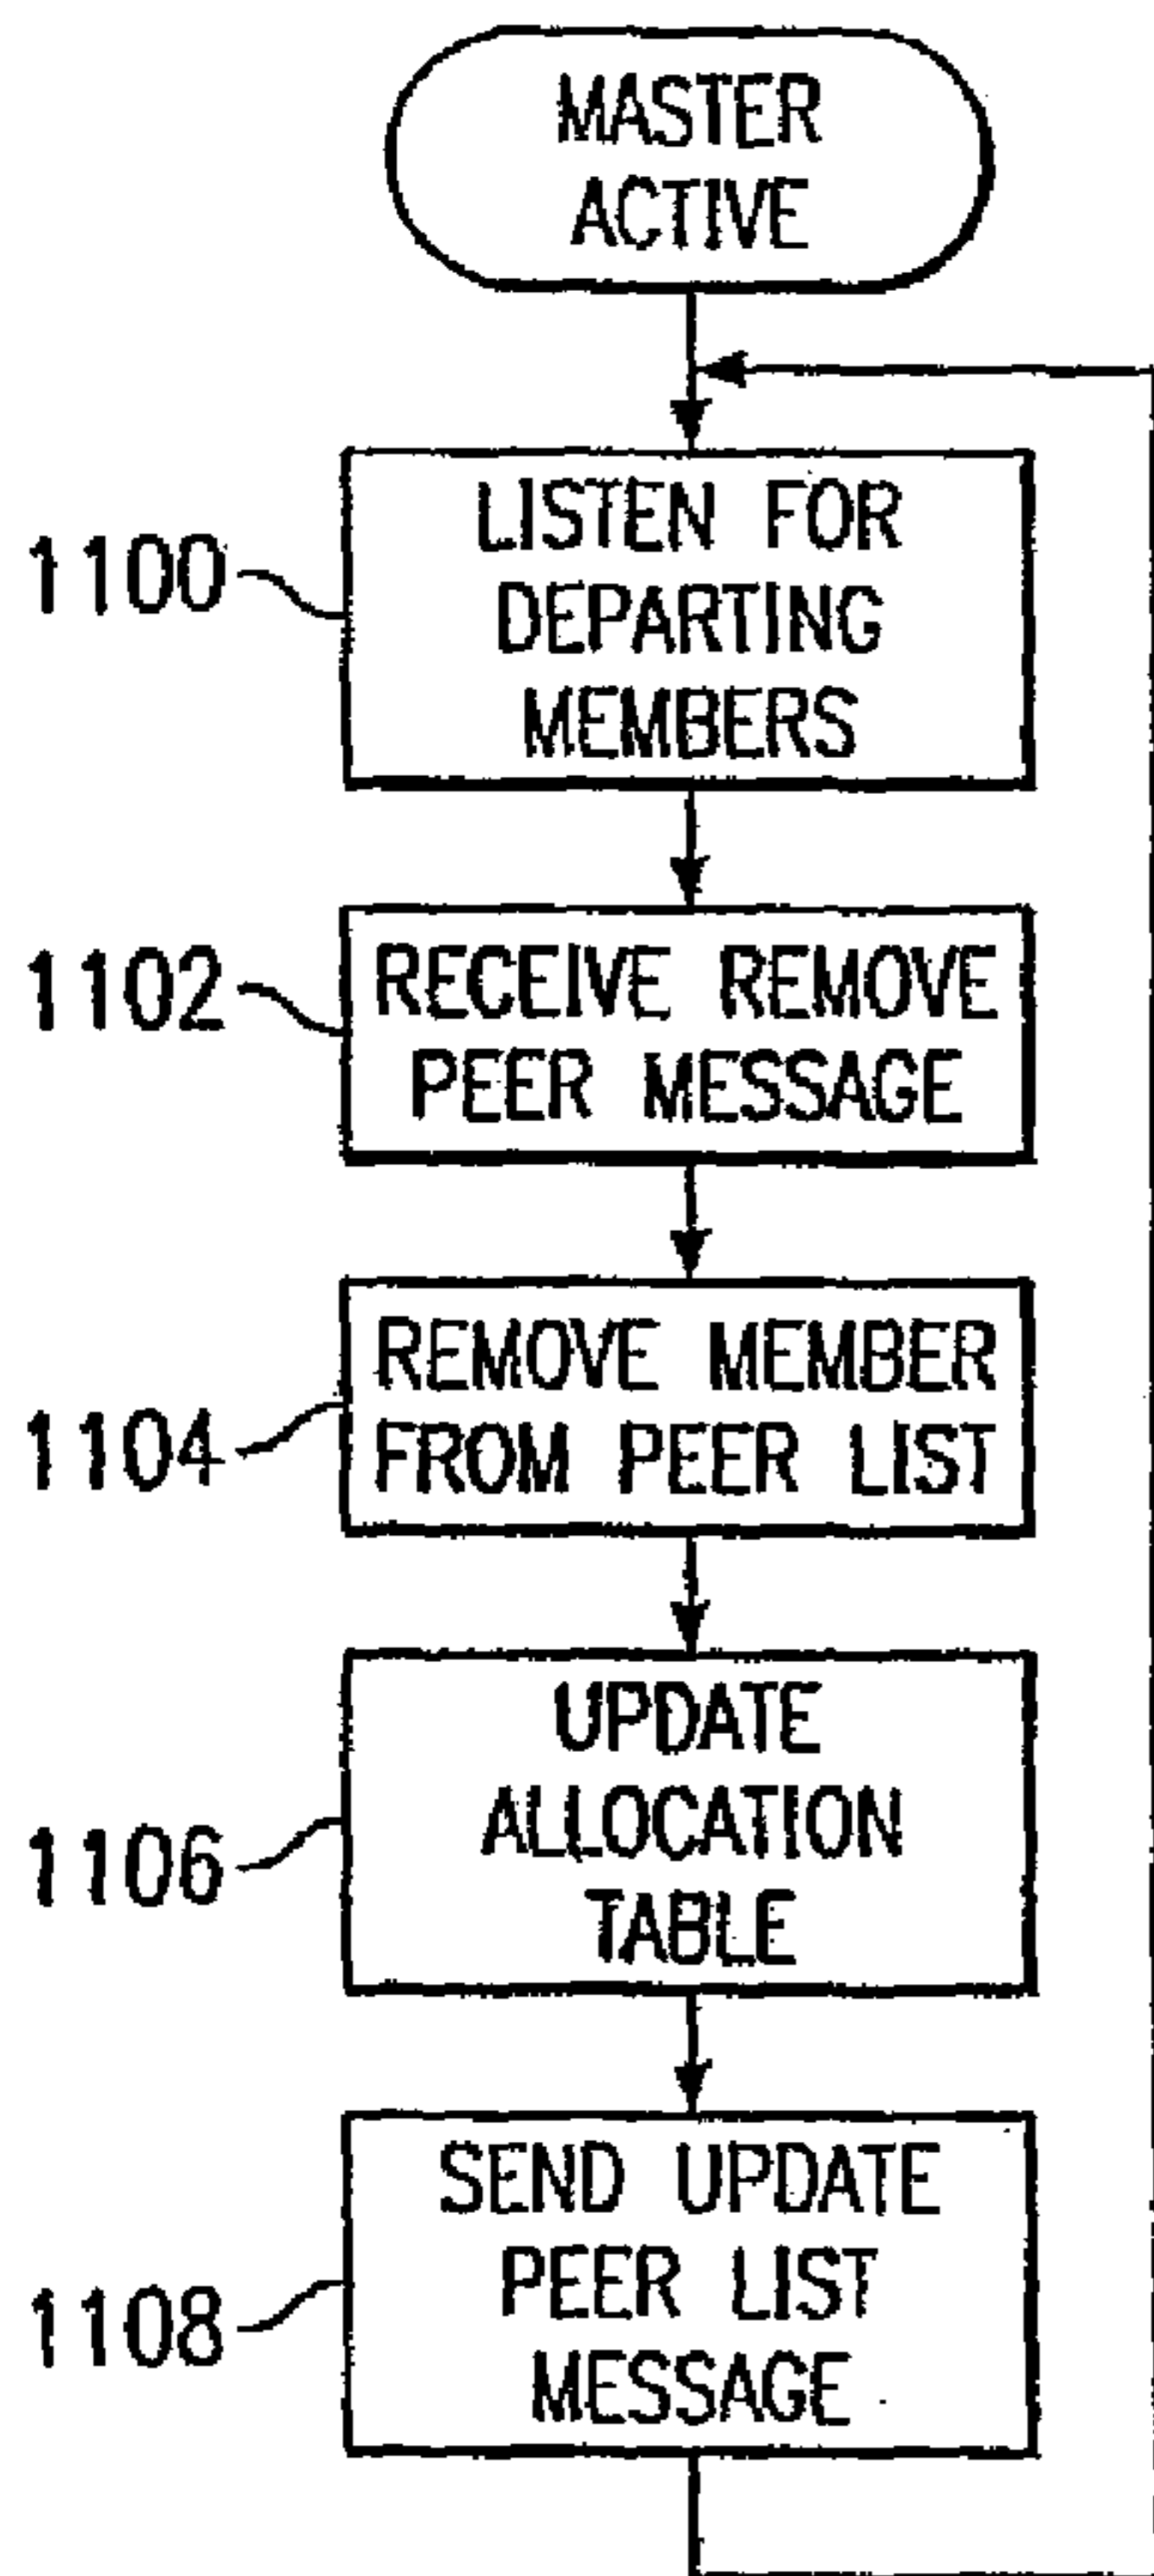 MASTER
ACTIVE
1100
LISTEN FOR
DEPARTING
MEMBERS
1102
RECEIVE REMOVE
PEER MESSAGE
1104
REMOVE MEMBER
FROM PEER LIST
1106
UPDATE
ALLOCATION
TABLE
1108
SEND UPDATE
PEER LIST
MESSAGE